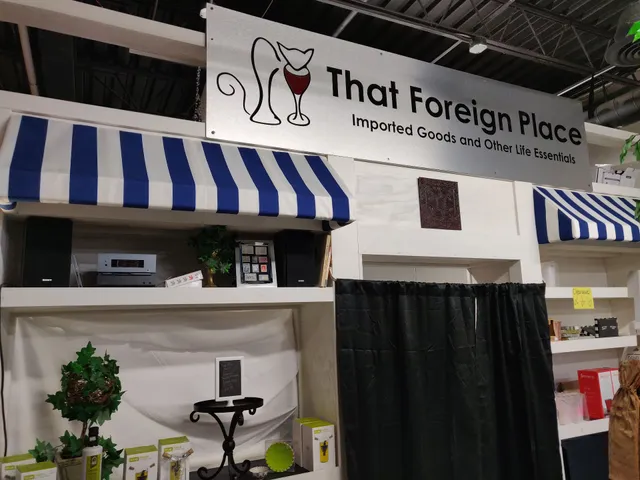 That Foreign Place
Imported Goods and Other Life Essentials